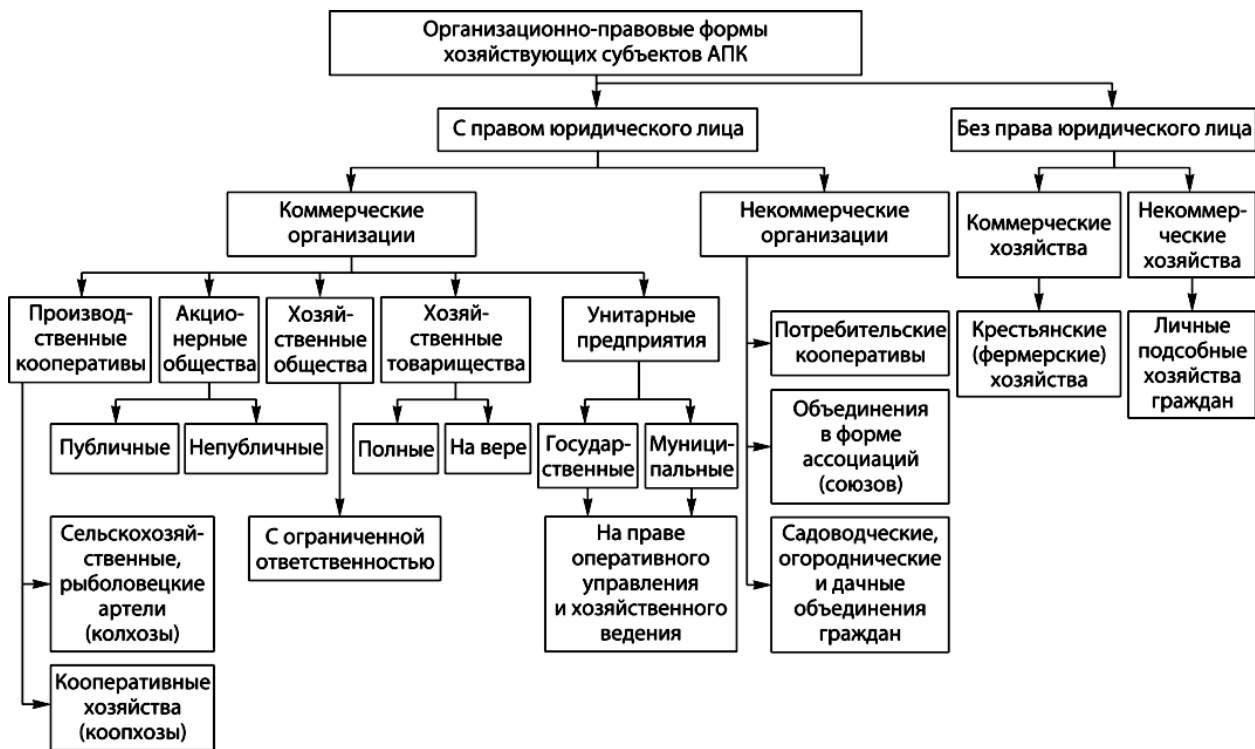 Организационно-правовые формы
хозяйствующих субъектов АПК
С правом юридического лица
Без права юридического лица
Коммерческие
организации
Некоммерческие
организации
Коммерческие
хозяйства
Некоммер-
ческие
хозяйства
Производ-
ственные
кооперативы
Акцио-
нерные
общества
Хозяй-
ственные
общества
Хозяй-
ственные
товарищества
Унитарные
предприятия
Потребительские
кооперативы
Крестьянские
(фермерские)
хозяйства
Личные
подсобные
хозяйства
граждан
Публичные
Непубличные
Полные
На вере
Государ-
ственные
Муници-
пальные
Объединения
в форме
ассоциаций
(союзов)
Сельскохозяй-
ственные,
рыболовецкие
артели
(колхозы)
С ограниченной
ответственностью
На праве
оперативного
управления
и хозяйственного
ведения
Садоводческие,
огороднические
и дачные
объединения
граждан
Кооперативные
хозяйства
(коопхозы)